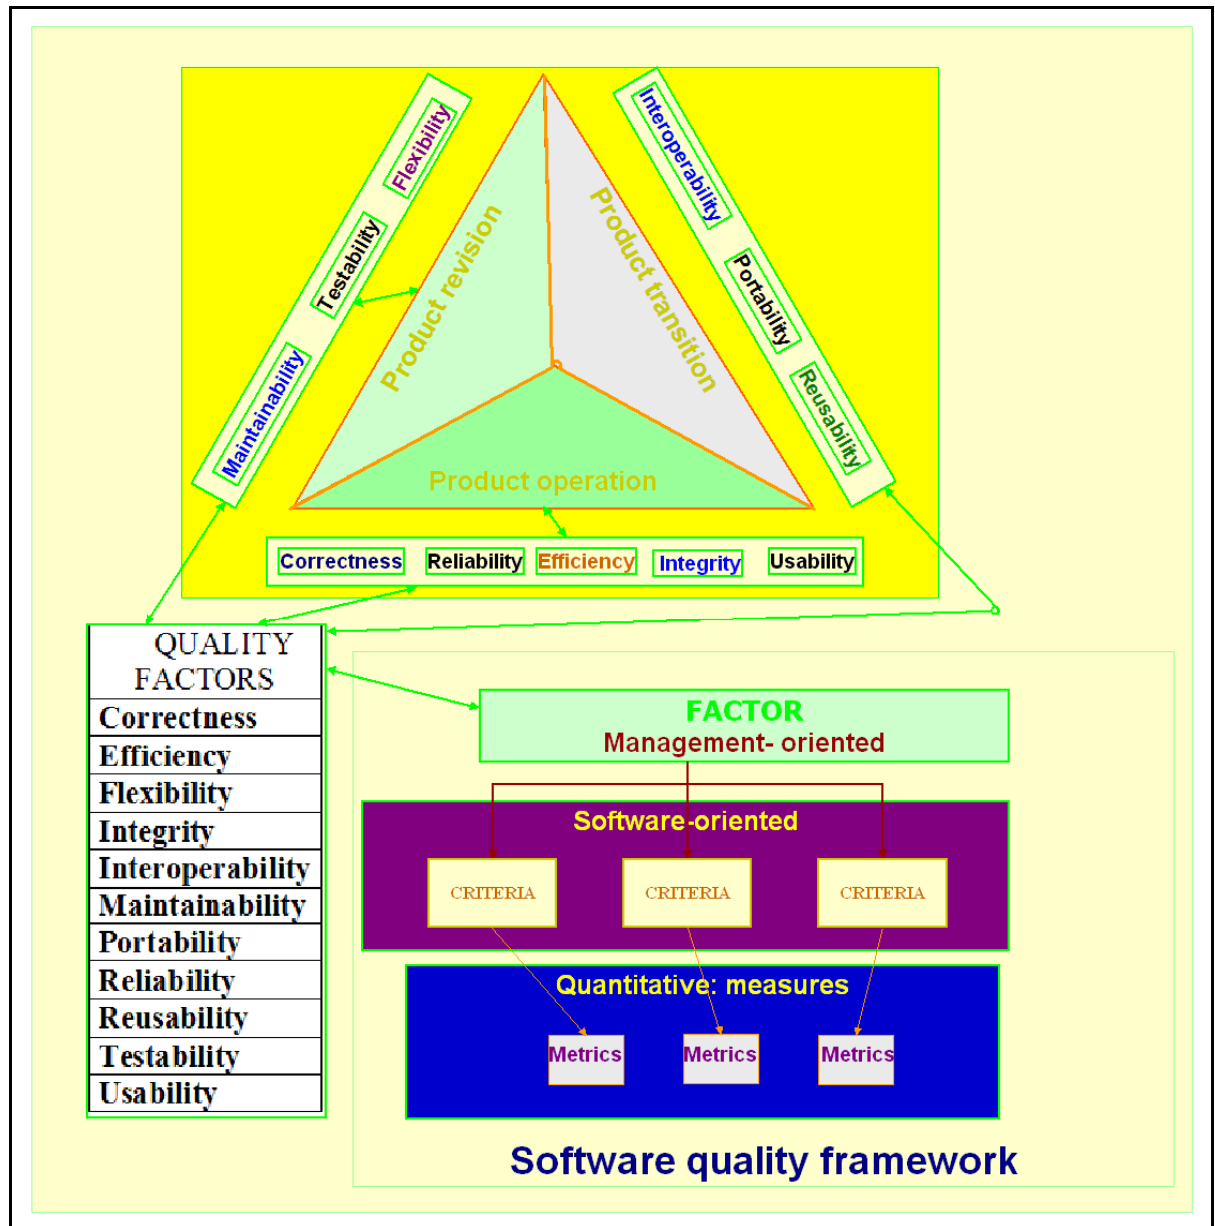 Flexibility
Testability
Maintainability
Product revision
Product transition
Product operation
Interoperability
Portability
Reusability
Correctness
Reliability
Efficiency
Integrity
Usability
QUALITY
FACTORS
Correctness
Efficiency
Flexibility
Integrity
Interoperability
Maintainability
Portability
Reliability
Reusability
Testability
Usability
FACTOR
Management- oriented
Software-oriented
CRITERIA
CRITERIA
CRITERIA
Quantitative: measures
Metrics
Metrics
Metrics
Software quality framework